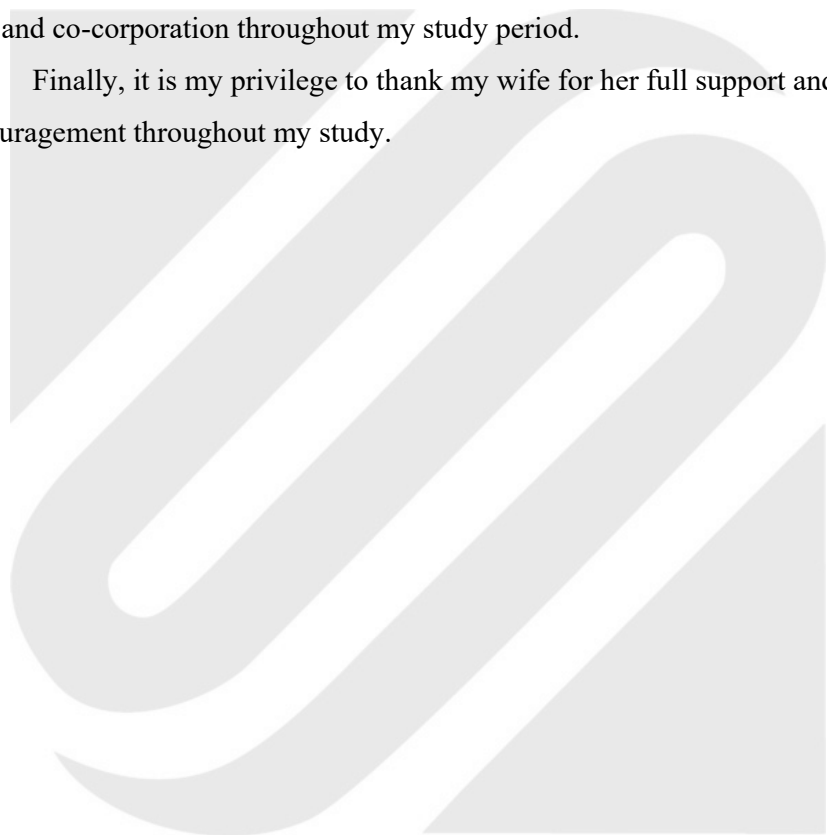 and co-corporation throughout my study period.
Finally, it is my privilege to thank my wife for her full support and
uragement throughout my study.